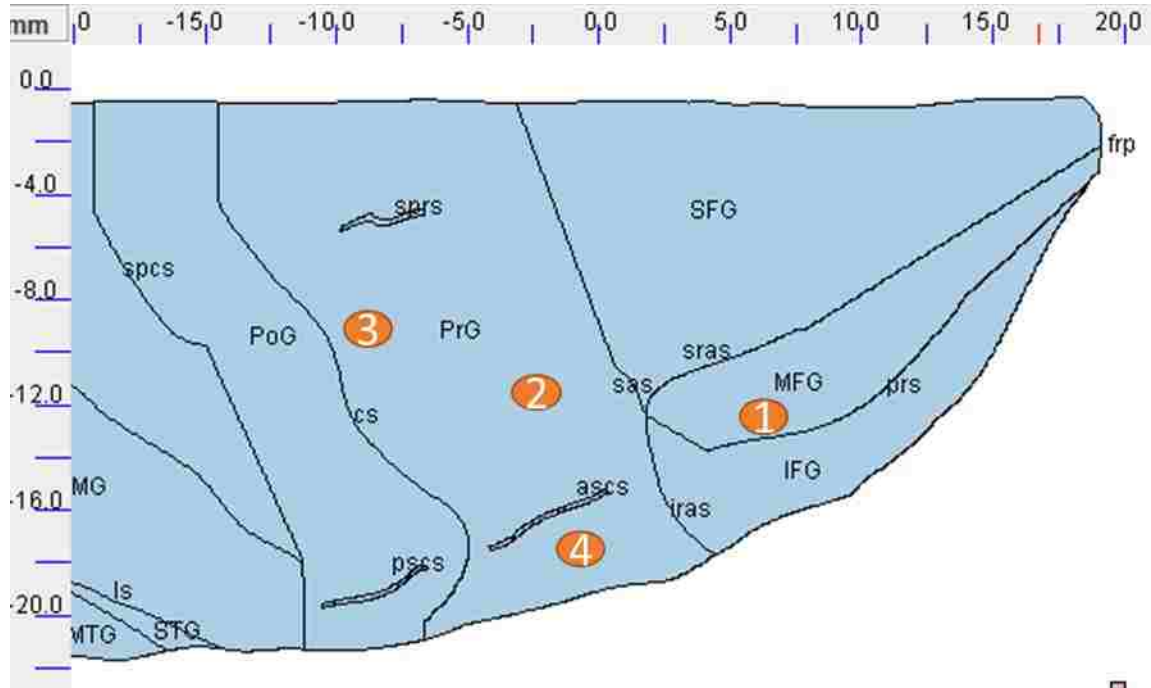 mm
.0 -15.0 -10.0 -5.0 0.0 5.0 10.0 15.0 20.0
0.0
frp
-4.0
sprs
SFG
spcs
-8.0
PoG
3
PrG
sras
sas
MFG
prs
2
-12.0
1
cs
IFG
MG
ascs
-16.0
iras
4
pscs
ls
-20.0
MTG
STG